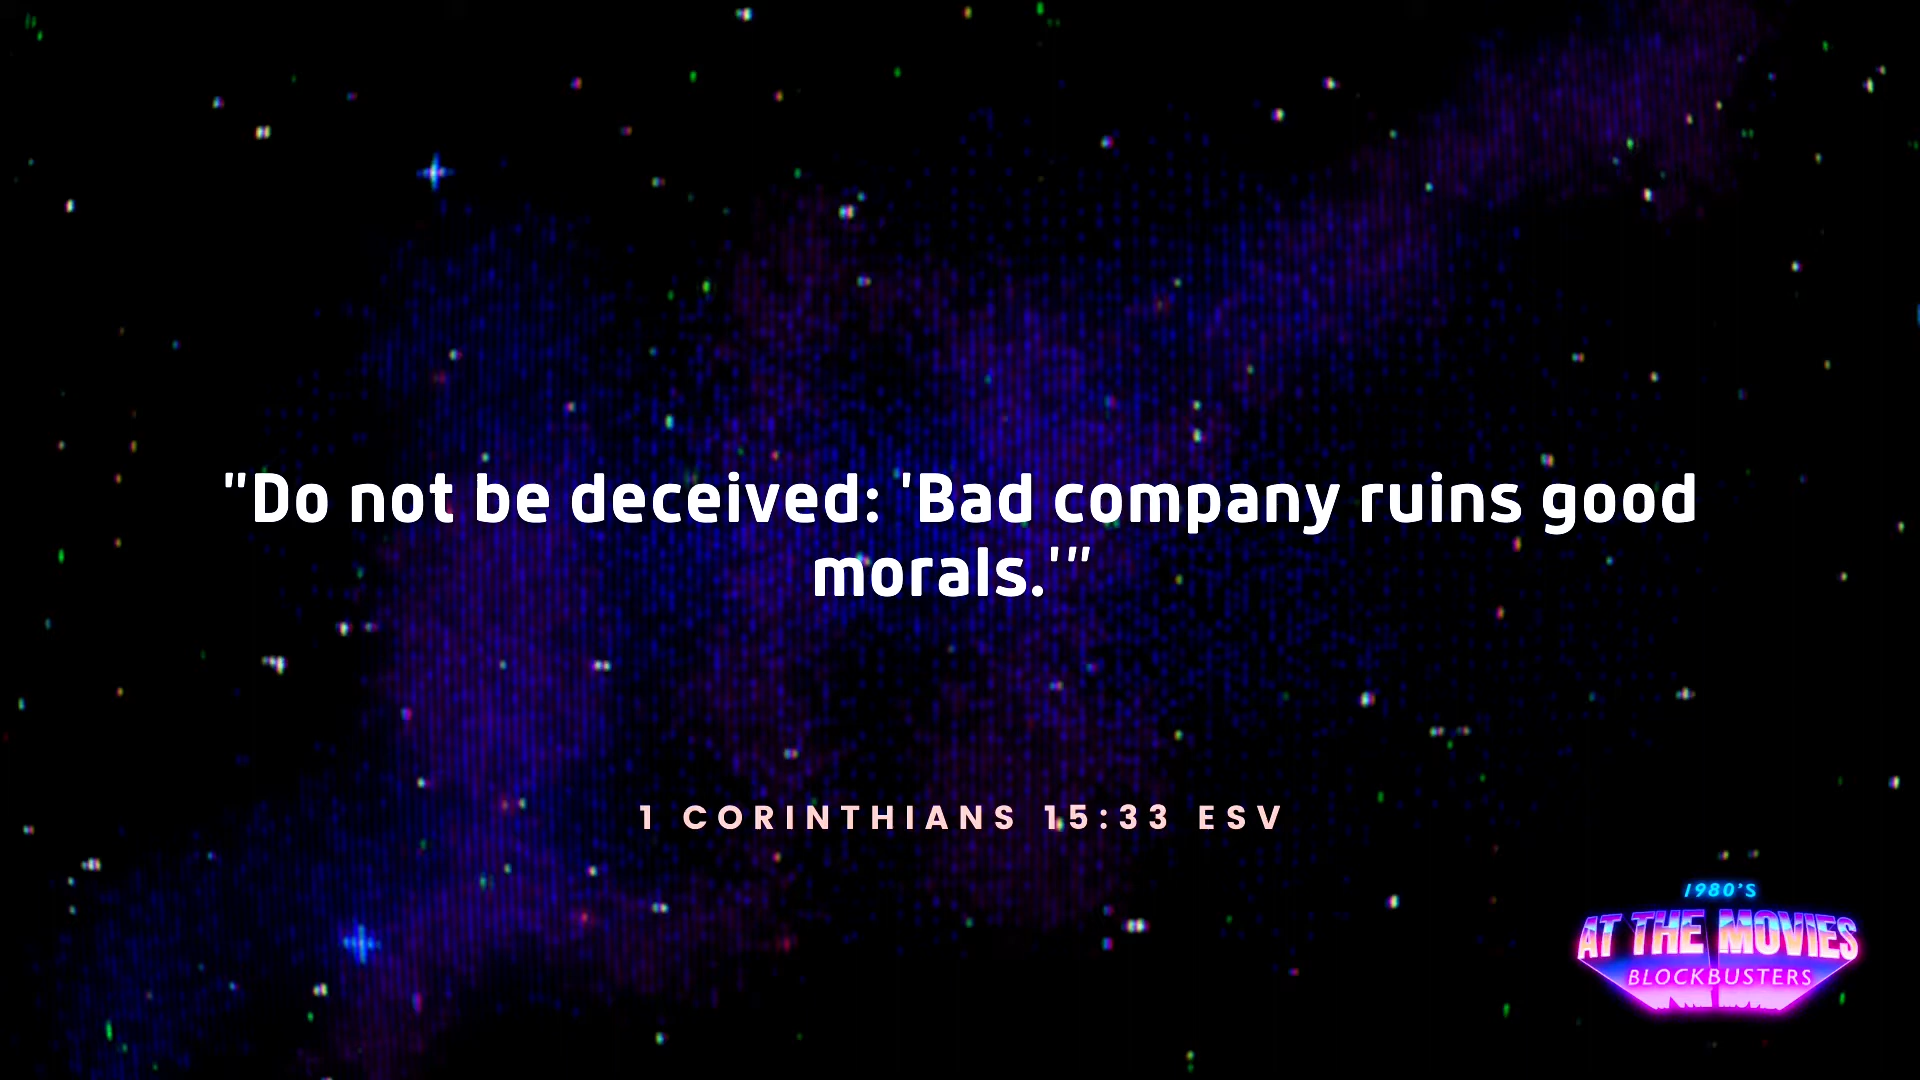 "Do not be deceived: 'Bad company ruins good
morals.'"
1 CORINTHIANS 15:33 ESV
1980'S
AT THE MOVIES
BLOCKBUSTERS